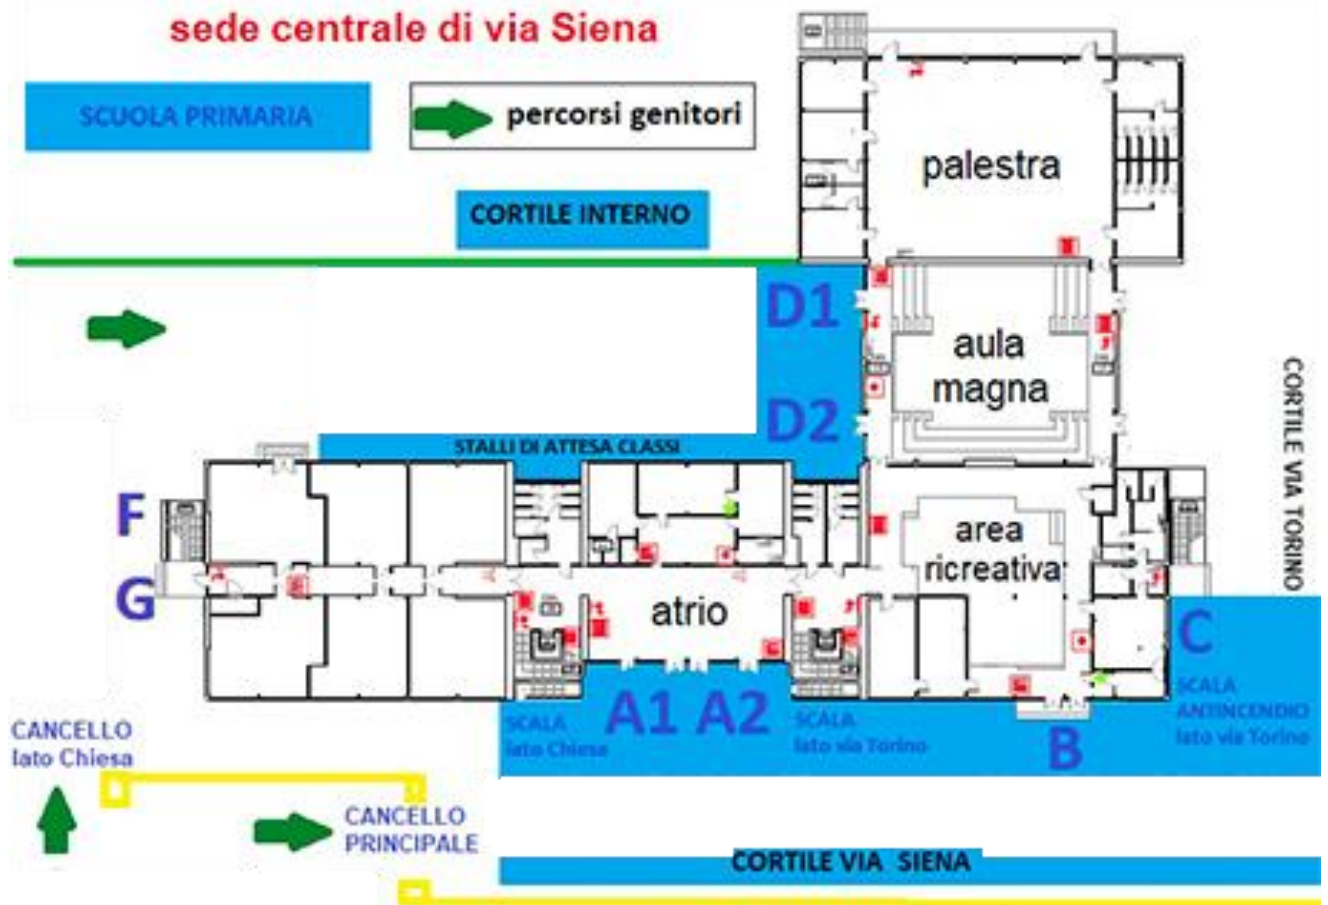 sede centrale di via Siena
SCUOLA PRIMARIA
percorsi genitori
palestra
CORTILE INTERNO
D1
aula
magna
D2
CORTILE VIA TORINO
STALLI DI ATTESA CLASSI
F
area
ricreativa
G
atrio
C
SCALA
ANTINCENDIO
lato via Torino
SCALA
lato Chiesa
A1 A2
SCALA
lato via Torino
B
CANCELLO
lato Chiesa
CANCELLO
PRINCIPALE
CORTILE VIA SIENA